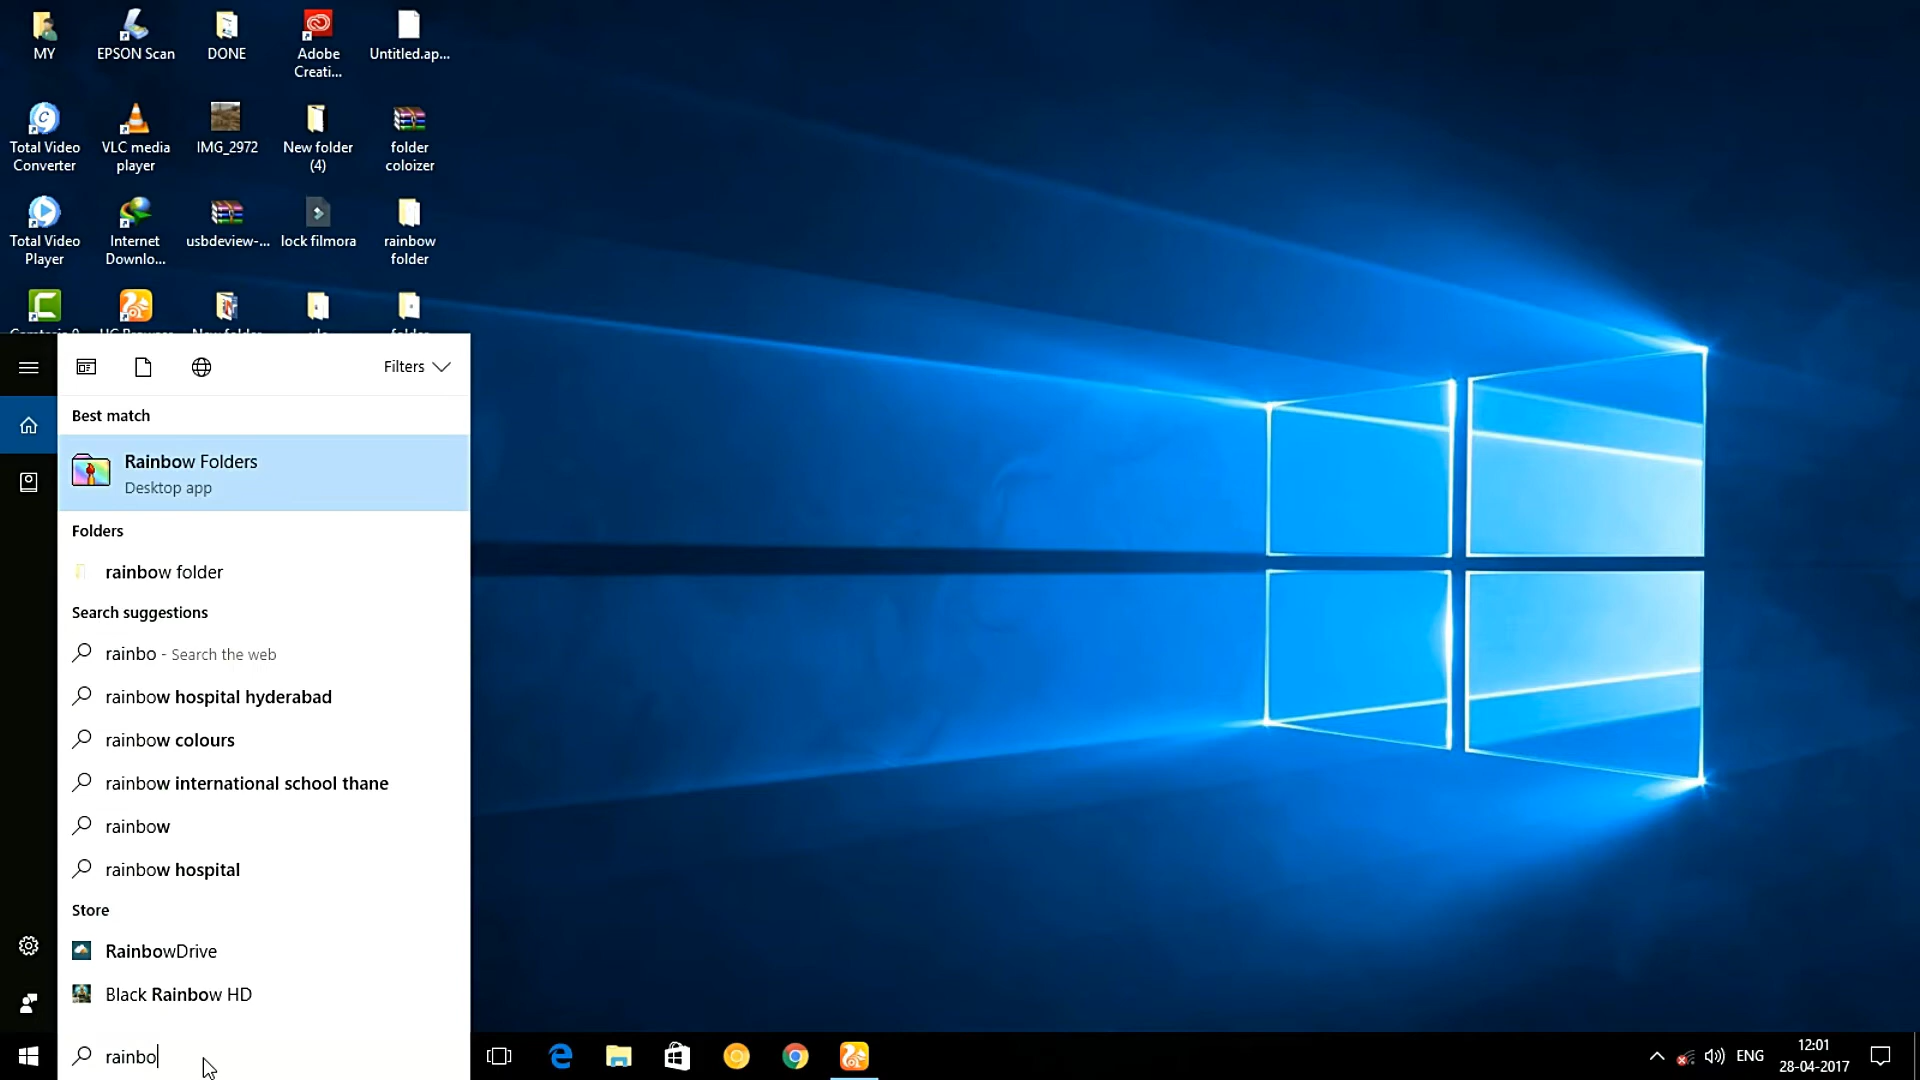 MY
EPSON Scan
DONE
Adobe
Creati...
Untitled.ap...
Total Video
Converter
VLC media
player
IMG_2972
New folder
(4)
folder
coloizer
Total Video
Player
Internet
Downlo...
usbdeview-...
lock filmora
rainbow
folder
Filters
Best match
Rainbow Folders
Desktop app
Folders
rainbow folder
Search suggestions
rainbo - Search the web
rainbow hospital hyderabad
rainbow colours
rainbow international school thane
rainbow
rainbow hospital
Store
RainbowDrive
Black Rainbow HD
rainbo
ENG
12:01
28-04-2017